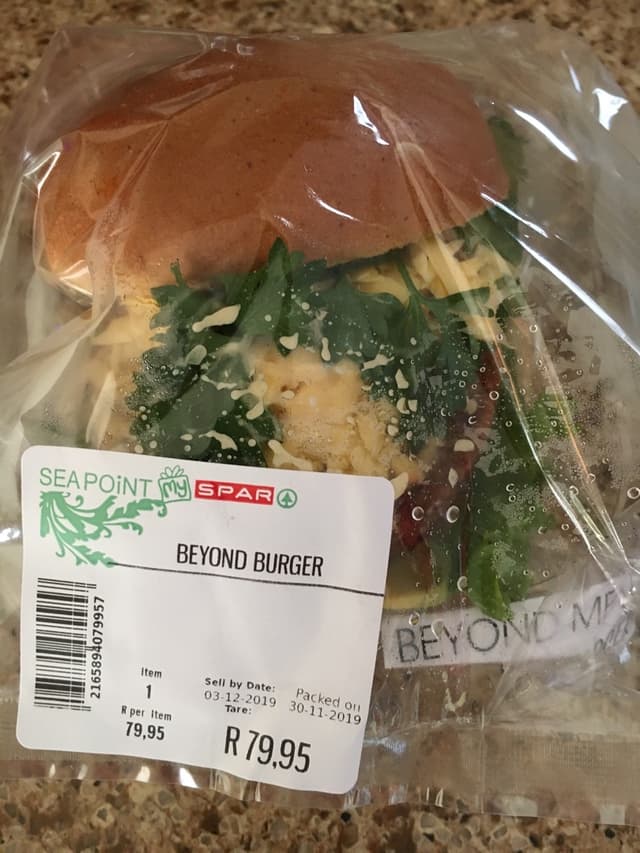 SEAPOiNT my SPAR
BEYOND BURGER
2165894079957
Item
1
R per Item
79,95
Sell by Date:
03-12-2019
Tare:
Packed on
30-11-2019
R 79,95
BEYOND